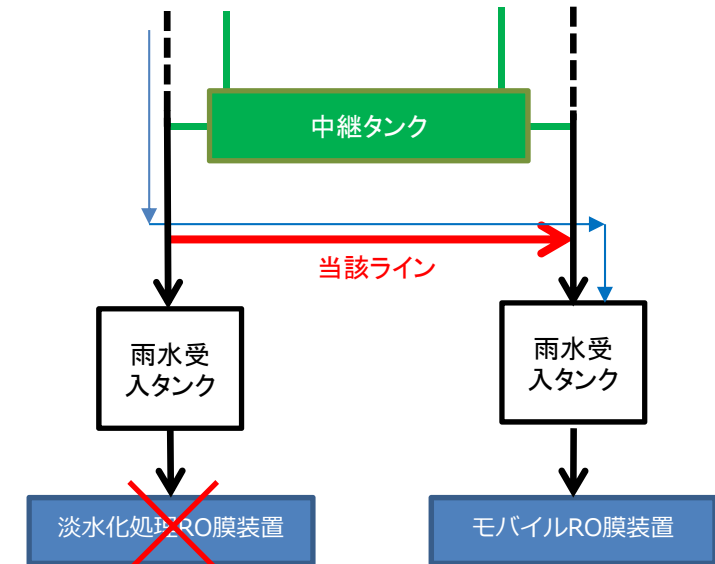 中継タンク
当該ライン
雨水受
入タンク
雨水受
入タンク
淡水化処理RO膜装置
モバイルRO膜装置